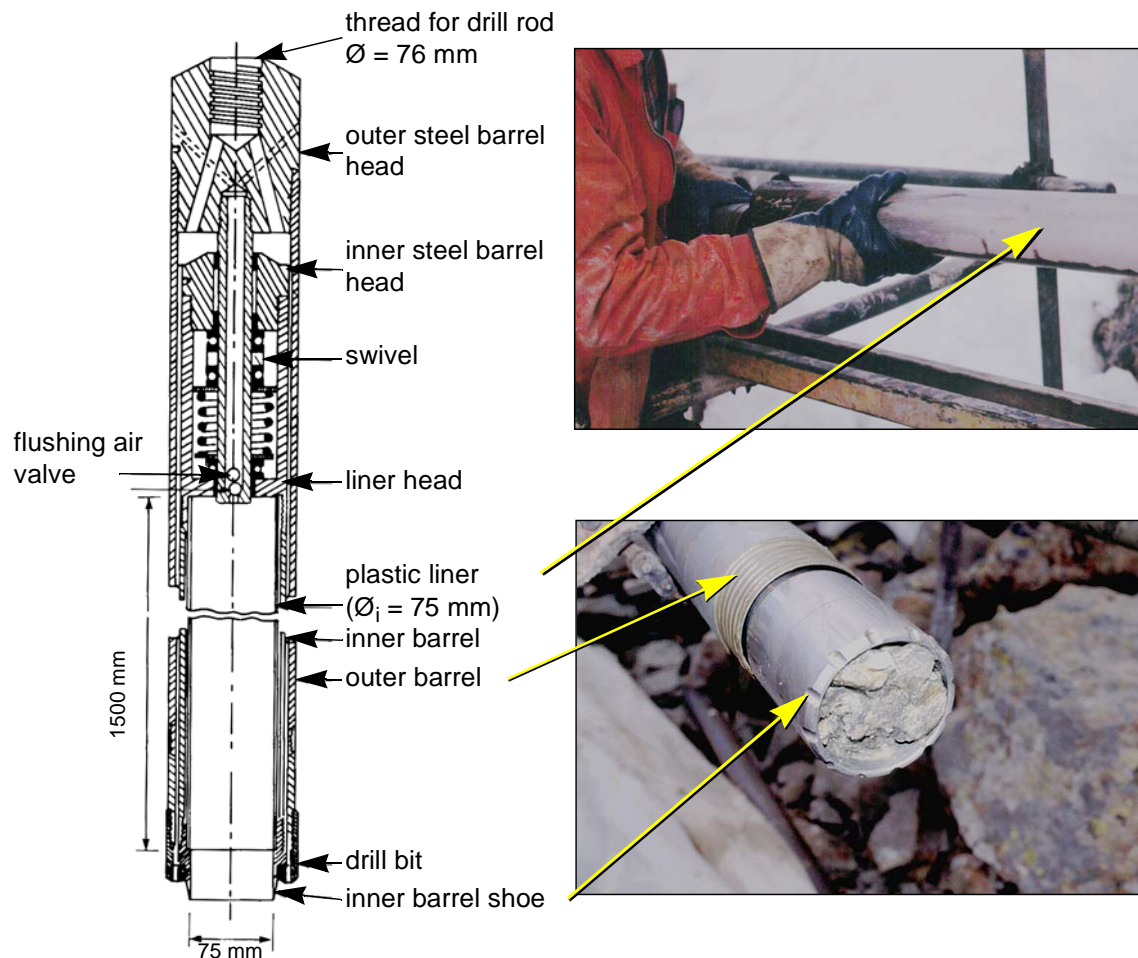 thread for drill rod
Ø = 76 mm
outer steel barrel
head
inner steel barrel
head
swivel
flushing air
valve
liner head
plastic liner
(Øi = 75 mm)
inner barrel
outer barrel
1500 mm
drill bit
inner barrel shoe
75 mm